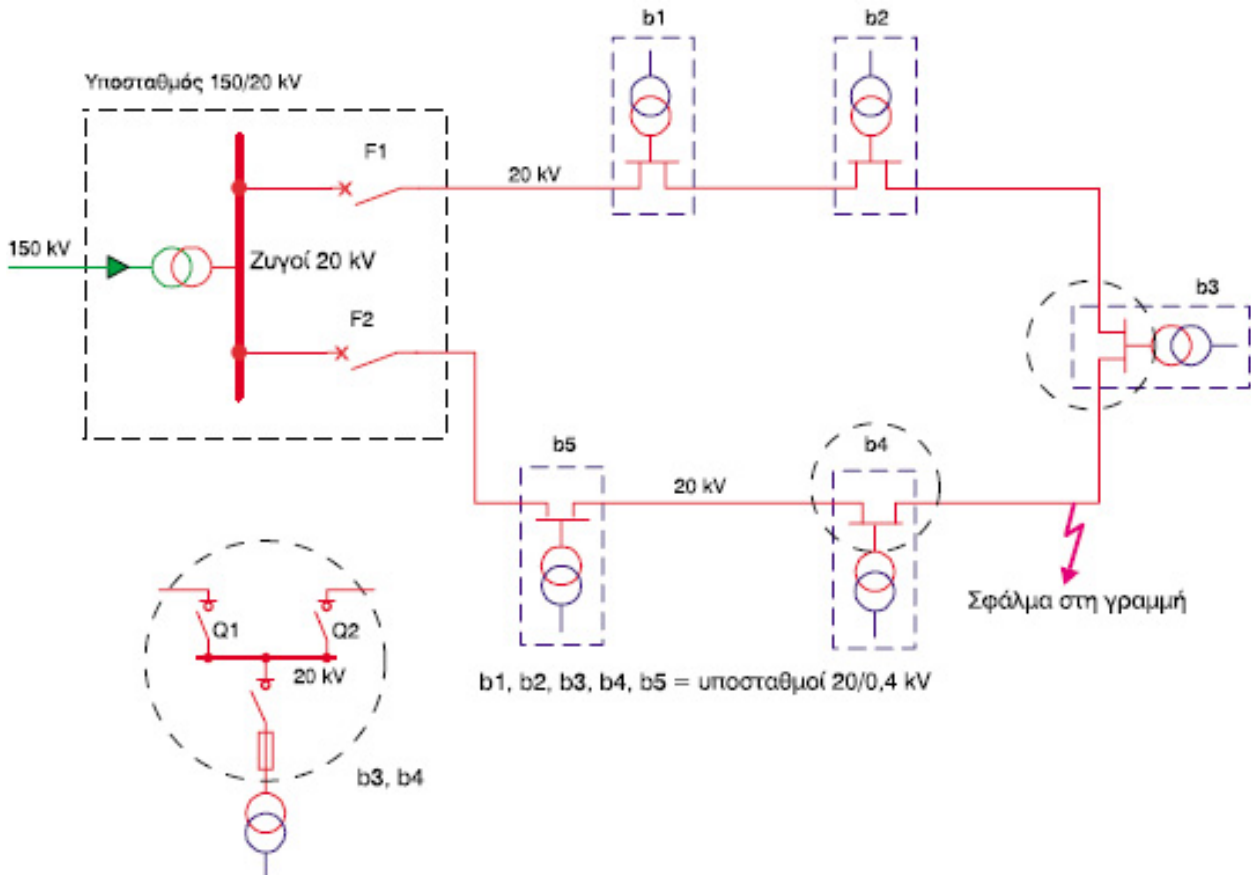 b1
b2
Υποσταθμός 150/20 kV
F1
20 kV
150 kV
Ζυγοί 20 kV
b3
F2
b5
b4
20 kV
Σφάλμα στη γραμμή
Q1
Q2
20 kV
b1, b2, b3, b4, b5 = υποσταθμοί 20/0,4 kV
b3, b4